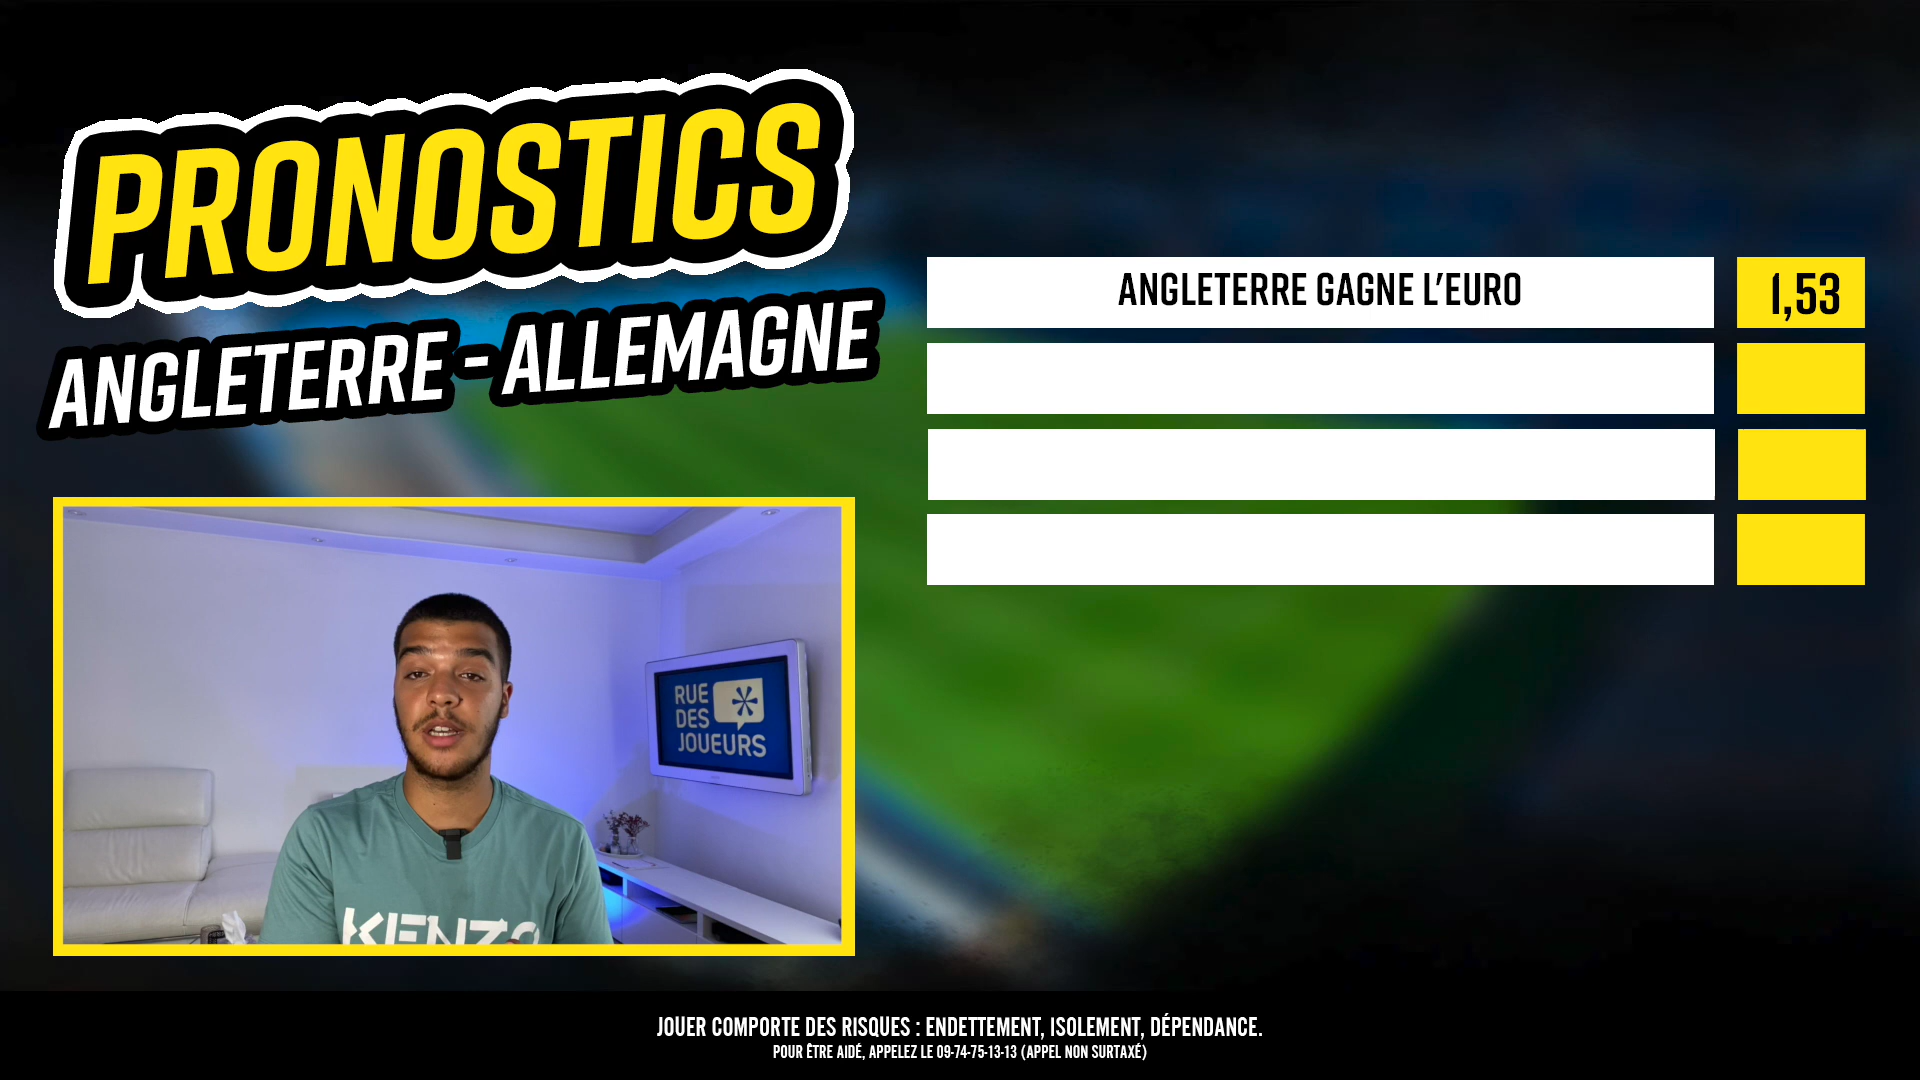 PRONOSTICS
ANGLETERRE - ALLEMAGNE
ANGLETERRE GAGNE L'EURO
1,53
RUE
DES
JOUEURS
KENZO
JOUER COMPORTE DES RISQUES : ENDETTEMENT, ISOLEMENT, DÉPENDANCE.
POUR ÊTRE AIDÉ, APPELEZ LE 09-74-75-13-13 (APPEL NON SURTAXÉ)